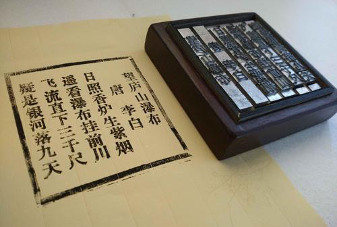 望庐山瀑布
唐 李白
日照香炉生紫烟
遥看瀑布挂前川
飞流直下三千尺
疑是银河落九天